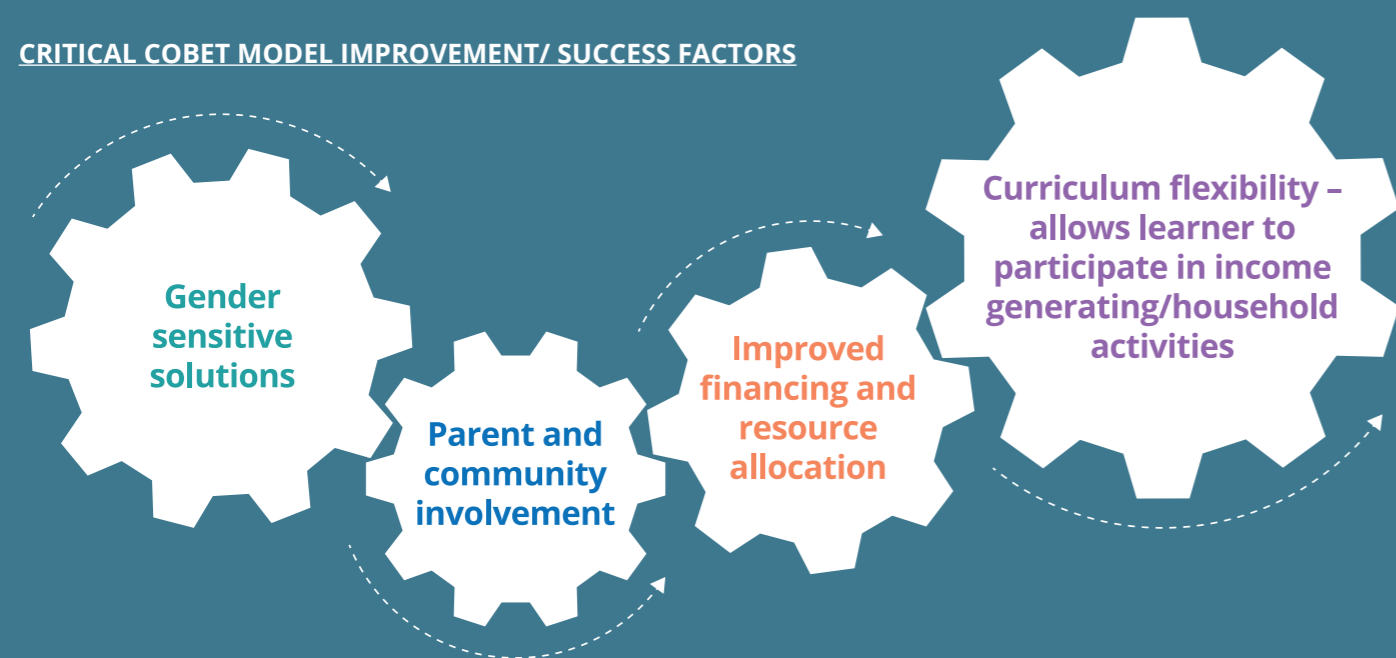 CRITICAL COBET MODEL IMPROVEMENT/ SUCCESS FACTORS
Gender
sensitive
solutions
Parent and
community
involvement
Improved
financing and
resource
allocation
Curriculum flexibility –
allows learner to
participate in income
generating/household
activities